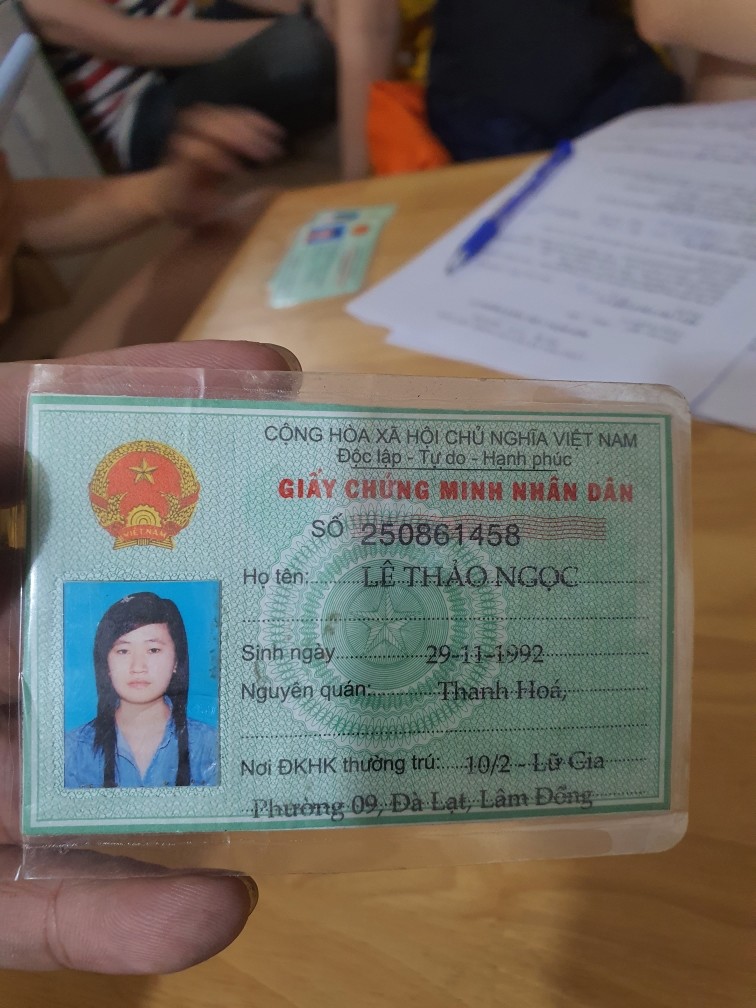 CỘNG HÒA XÃ HỘI CHỦ NGHĨA VIỆT NAM
Độc lập - Tự do - Hạnh phúc
GIẤY CHỨNG MINH NHÂN DÂN
SỐ 250861458
Họ tên: LÊ THẢO NGỌC
Sinh ngày 29-11-1992
Nguyên quán: Thanh Hoá,
Nơi ĐKHK thường trú: 10/2 - Lữ Gia
Phường 09, Đà Lạt, Lâm Đồng
VIỆT NAM